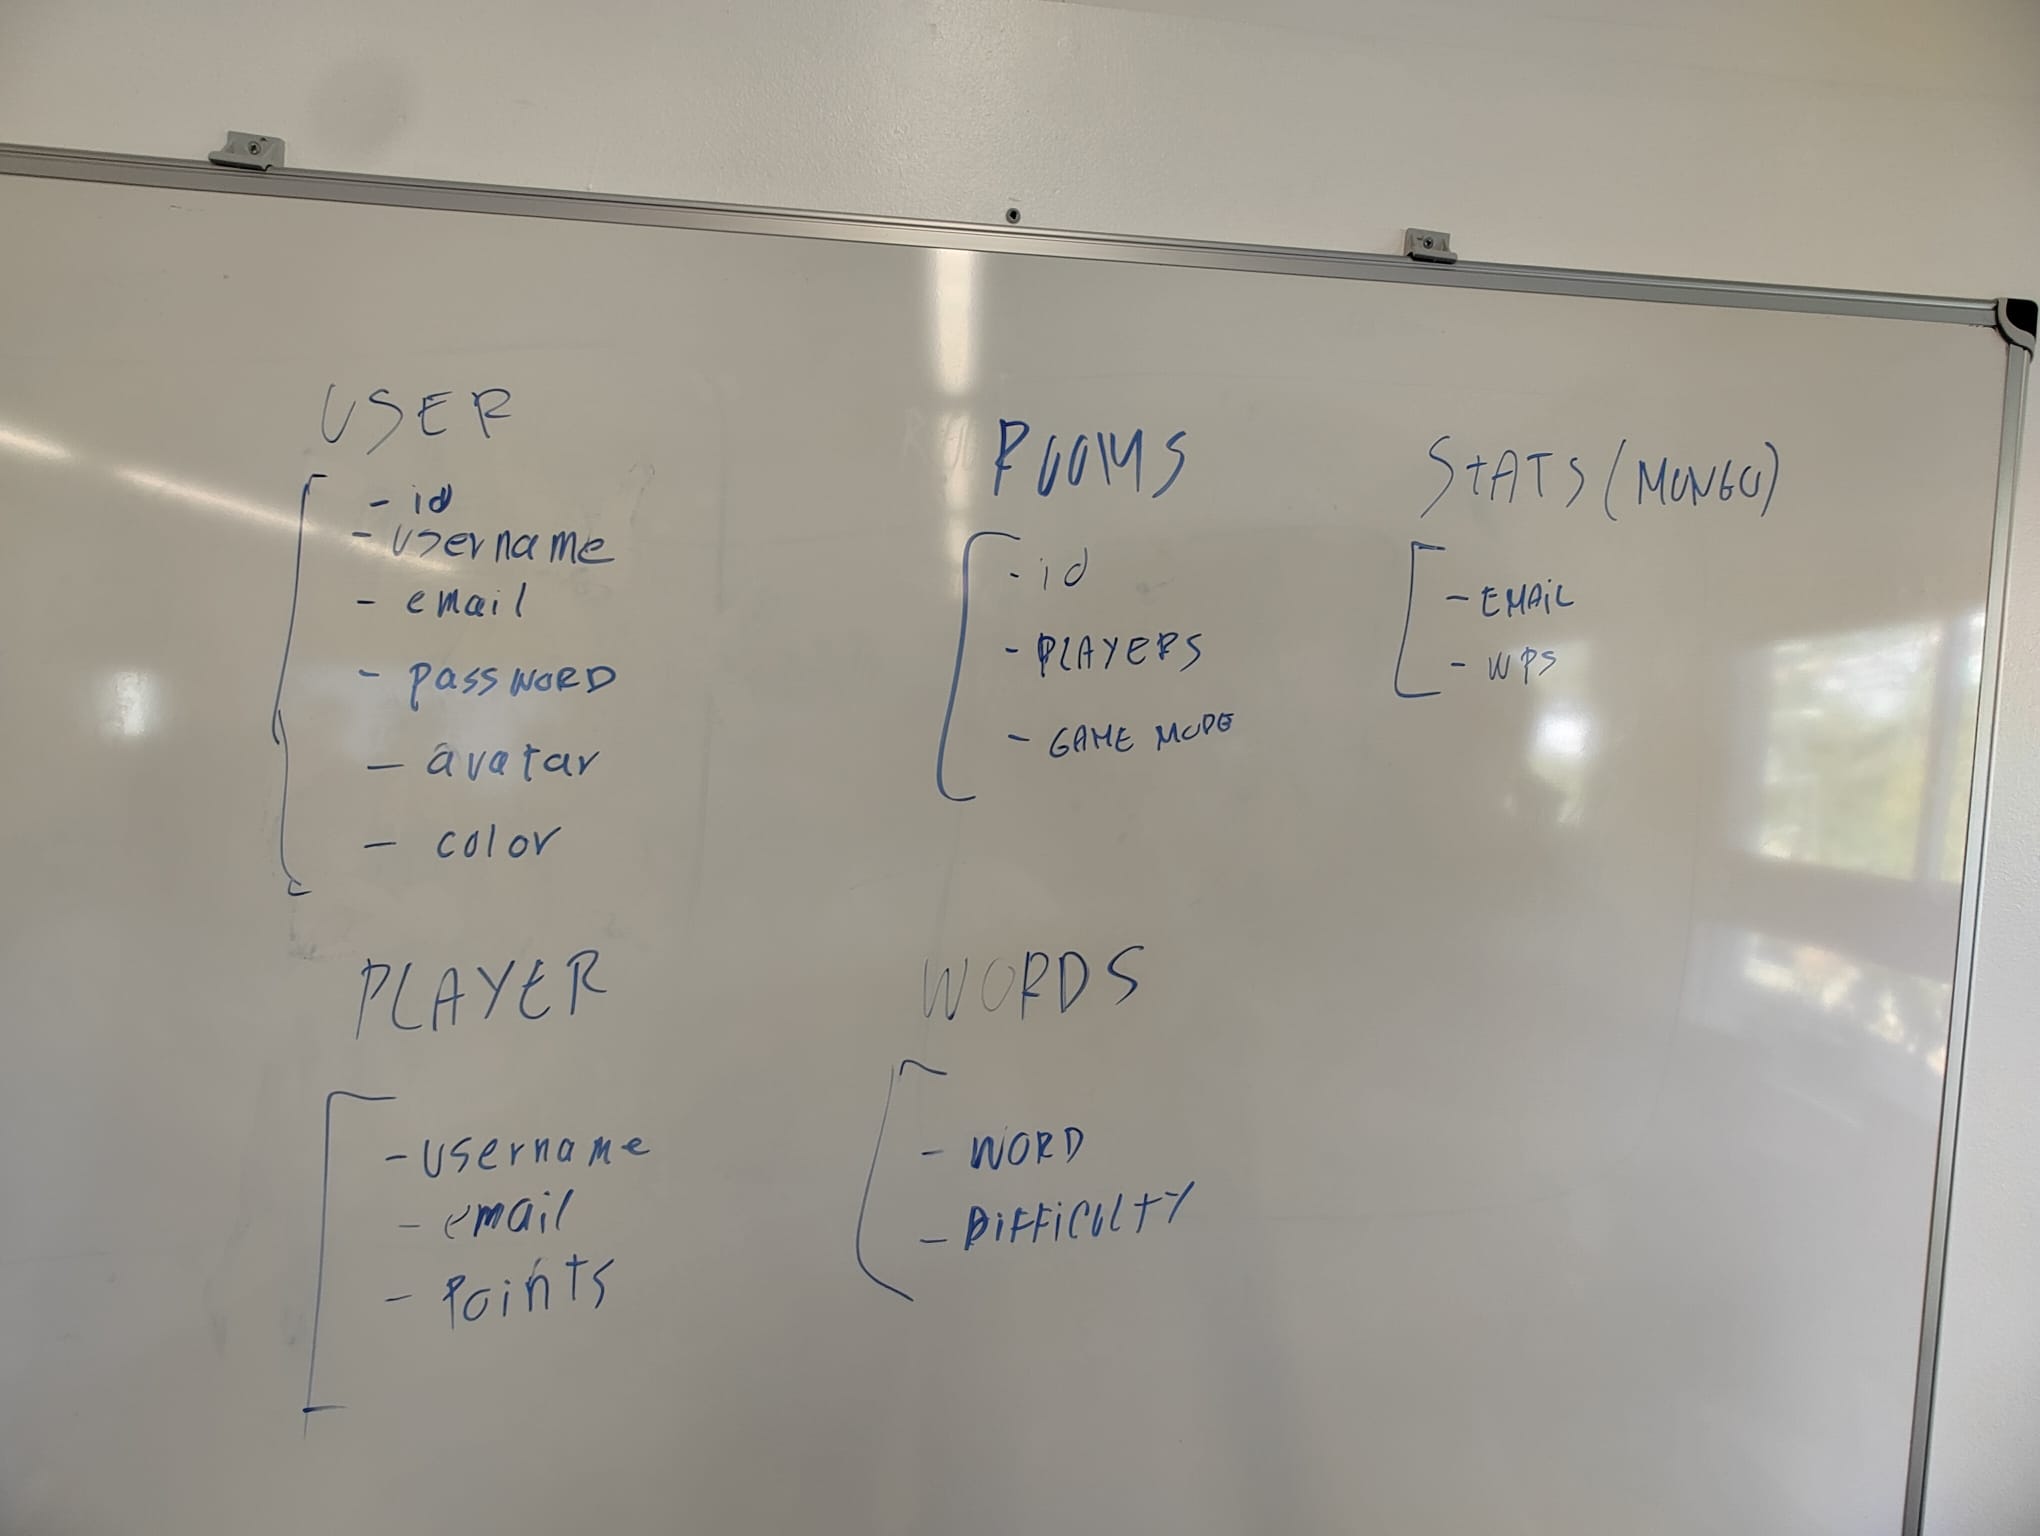 USER
- id
- username
- email
- passWORD
- avatar
- color
ROOMS
- id
- PLAYERS
- GAME MODE
StATS (MONGO)
- EMAiL
- WPS
PLAYER
- username
- email
- Points
WORDS
- WORD
- DiFFiCULtY